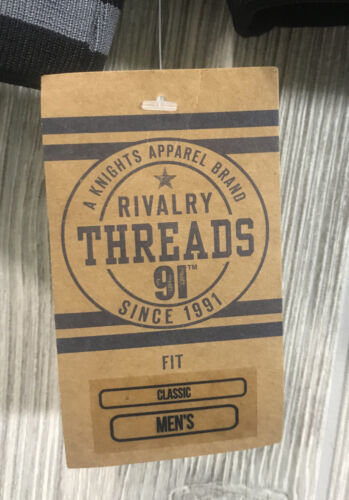 A KNIGHTS APPAREL BRAND
RIVALRY
THREADS
91™
SINCE 1991
FIT
CLASSIC
MEN'S